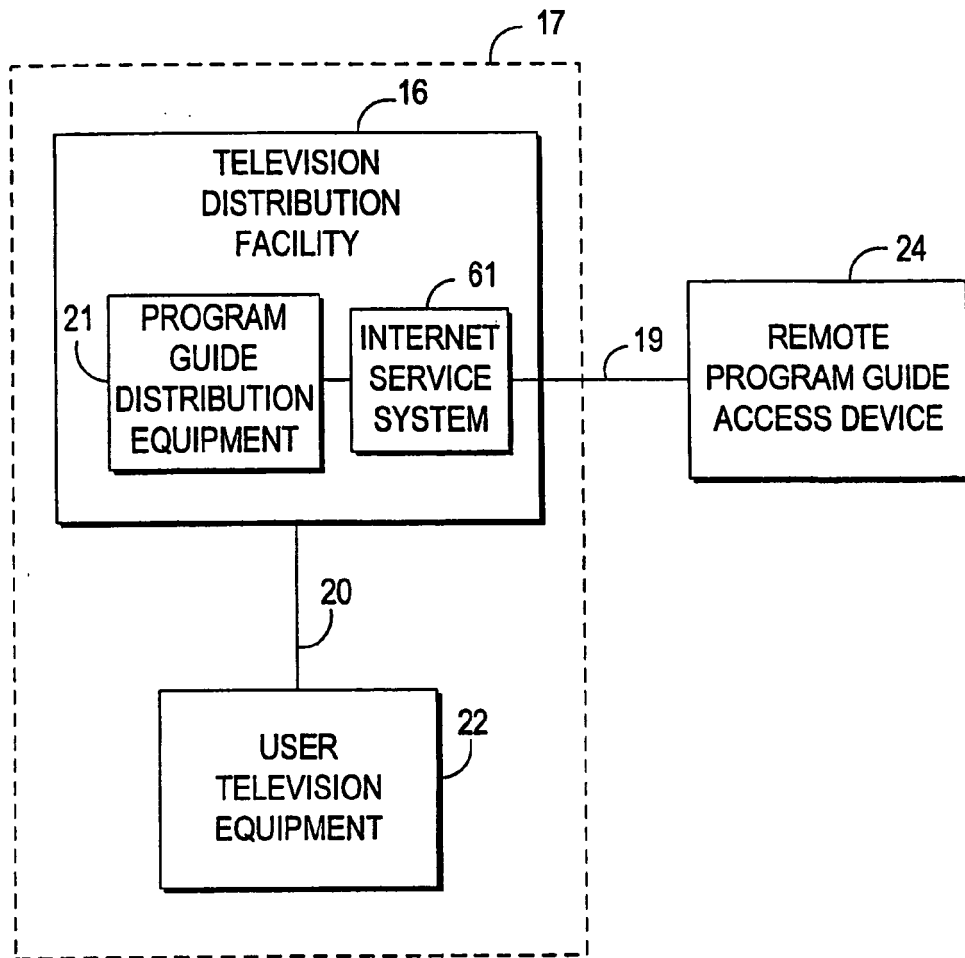 17
16
TELEVISION
DISTRIBUTION
FACILITY
24
61
21
PROGRAM
GUIDE
DISTRIBUTION
EQUIPMENT
INTERNET
SERVICE
SYSTEM
19
REMOTE
PROGRAM GUIDE
ACCESS DEVICE
20
22
USER
TELEVISION
EQUIPMENT